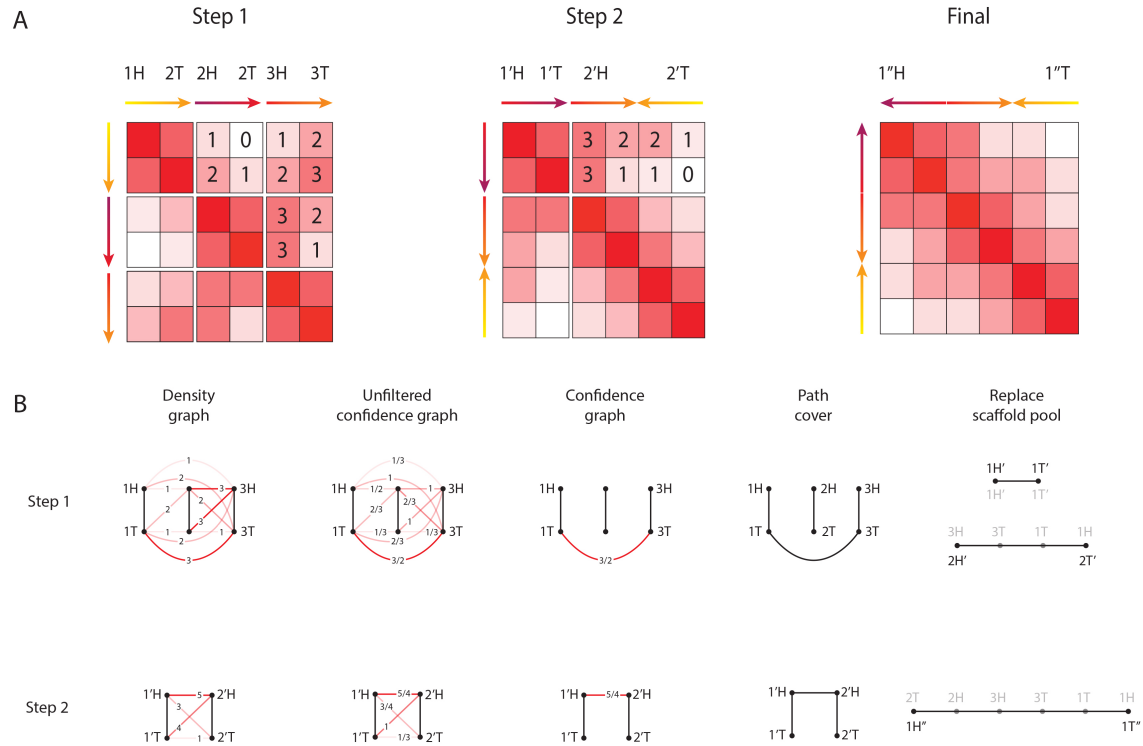 A
Step 1
Step 2
Final
1H 2T 2H 2T 3H 3T
1'H 1'T 2'H 2'T
1″H 1″T
1 0 1 2
2 1 2 3
3 2
3 1
3 2 2 1
3 1 1 0
B
Density
graph
Unfiltered
confidence graph
Confidence
graph
Path
cover
Replace
scaffold pool
Step 1
1
2
1H 1 3 3H
2
2
3
1T 1 1 3T
2
3
1/3
1
1H 1/2 1 3H
2/3
2/3
1
1T 1/3 1/3 3T
2/3
3/2
1H 3H
1T 3T
3/2
1H 2H 3H
1T 2T 3T
1H′ 1T′
1H′ 1T′
3H 3T 1T 1H
2H′ 2T′
Step 2
1'H 5 2'H
3
4
1'T 1 2'T
1'H 5/4 2'H
3/4
1
1'T 1/3 2'T
1'H 5/4 2'H
1'T 2'T
1'H 2'H
1'T 2'T
2T 2H 3H 3T 1T 1H
1H″ 1T″